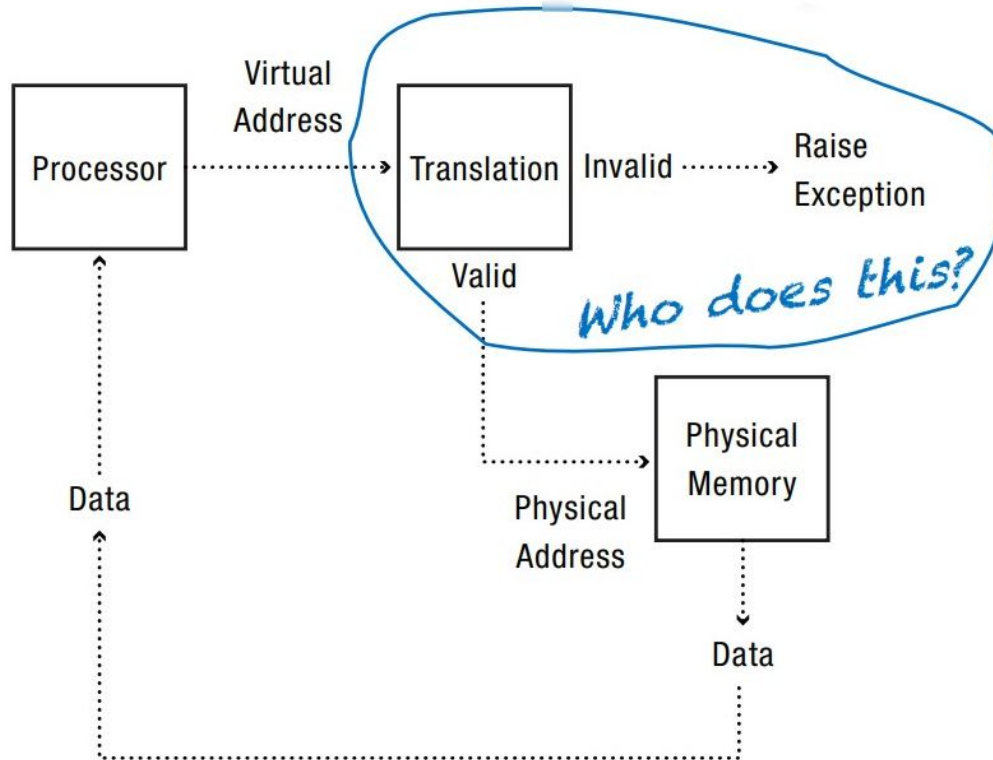 Virtual
Address
Processor
Translation
Invalid
Raise
Exception
Valid
Who does this?
Physical
Memory
Data
Physical
Address
Data